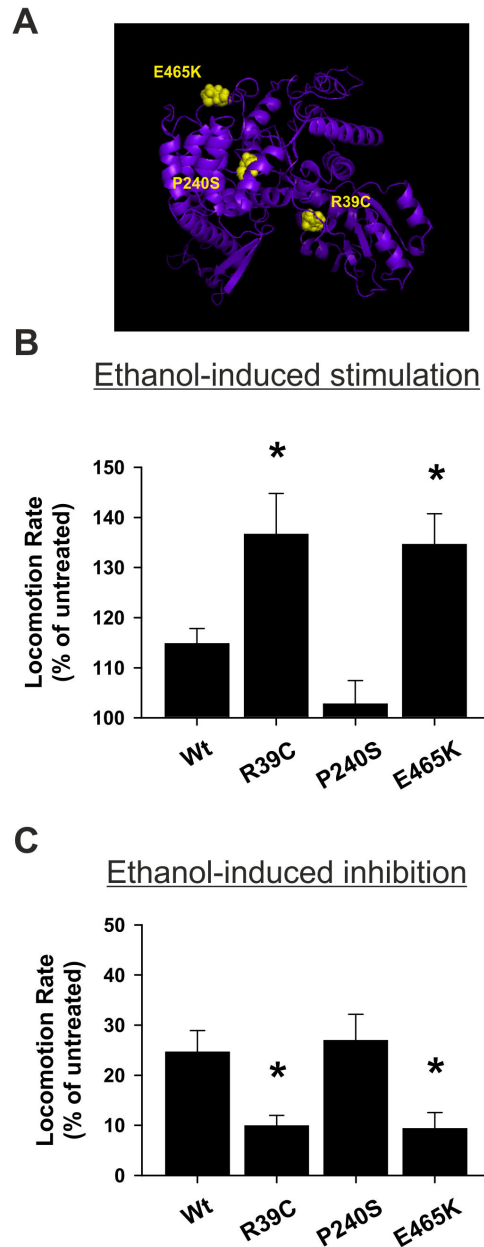 A
E465K
P240S
R39C
B
Ethanol-induced stimulation
Locomotion Rate
(% of untreated)
150
140
130
120
110
100
*
*
Wt
R39C
P240S
E465K
C
Ethanol-induced inhibition
Locomotion Rate
(% of untreated)
50
40
30
20
10
0
*
*
Wt
R39C
P240S
E465K